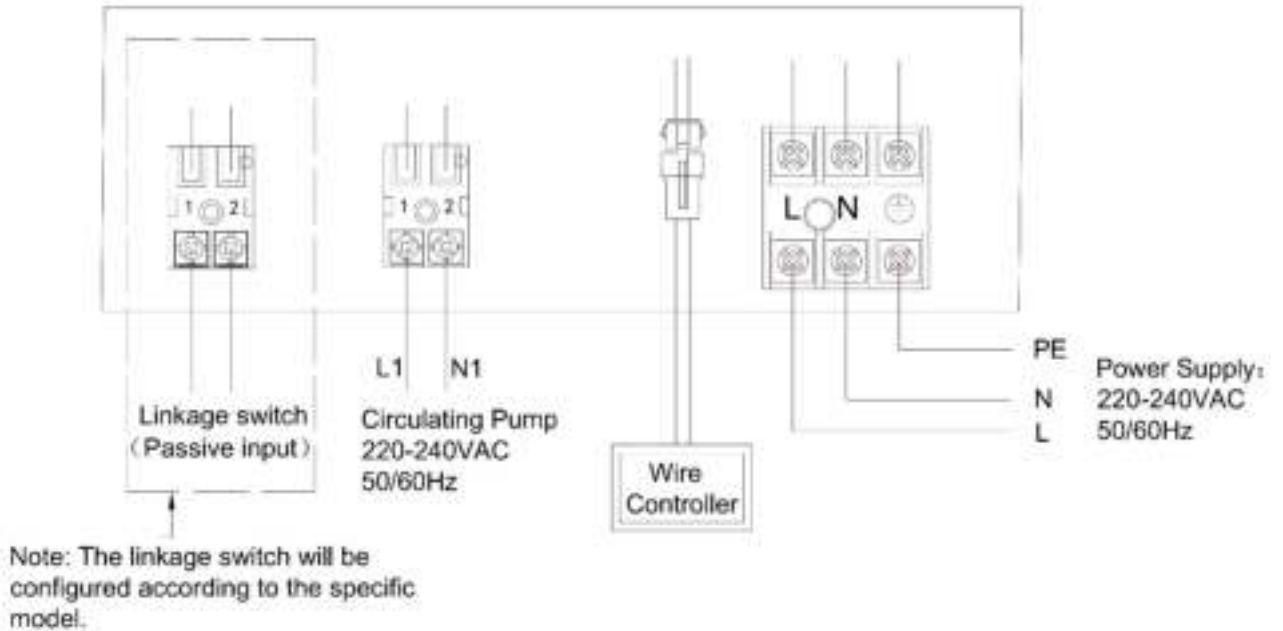 1 2
1 2
L N
L1 N1
Linkage switch
(Passive input)
Circulating Pump
220-240VAC
50/60Hz
Wire
Controller
PE
N
L
Power Supply:
220-240VAC
50/60Hz
Note: The linkage switch will be
configured according to the specific
model.